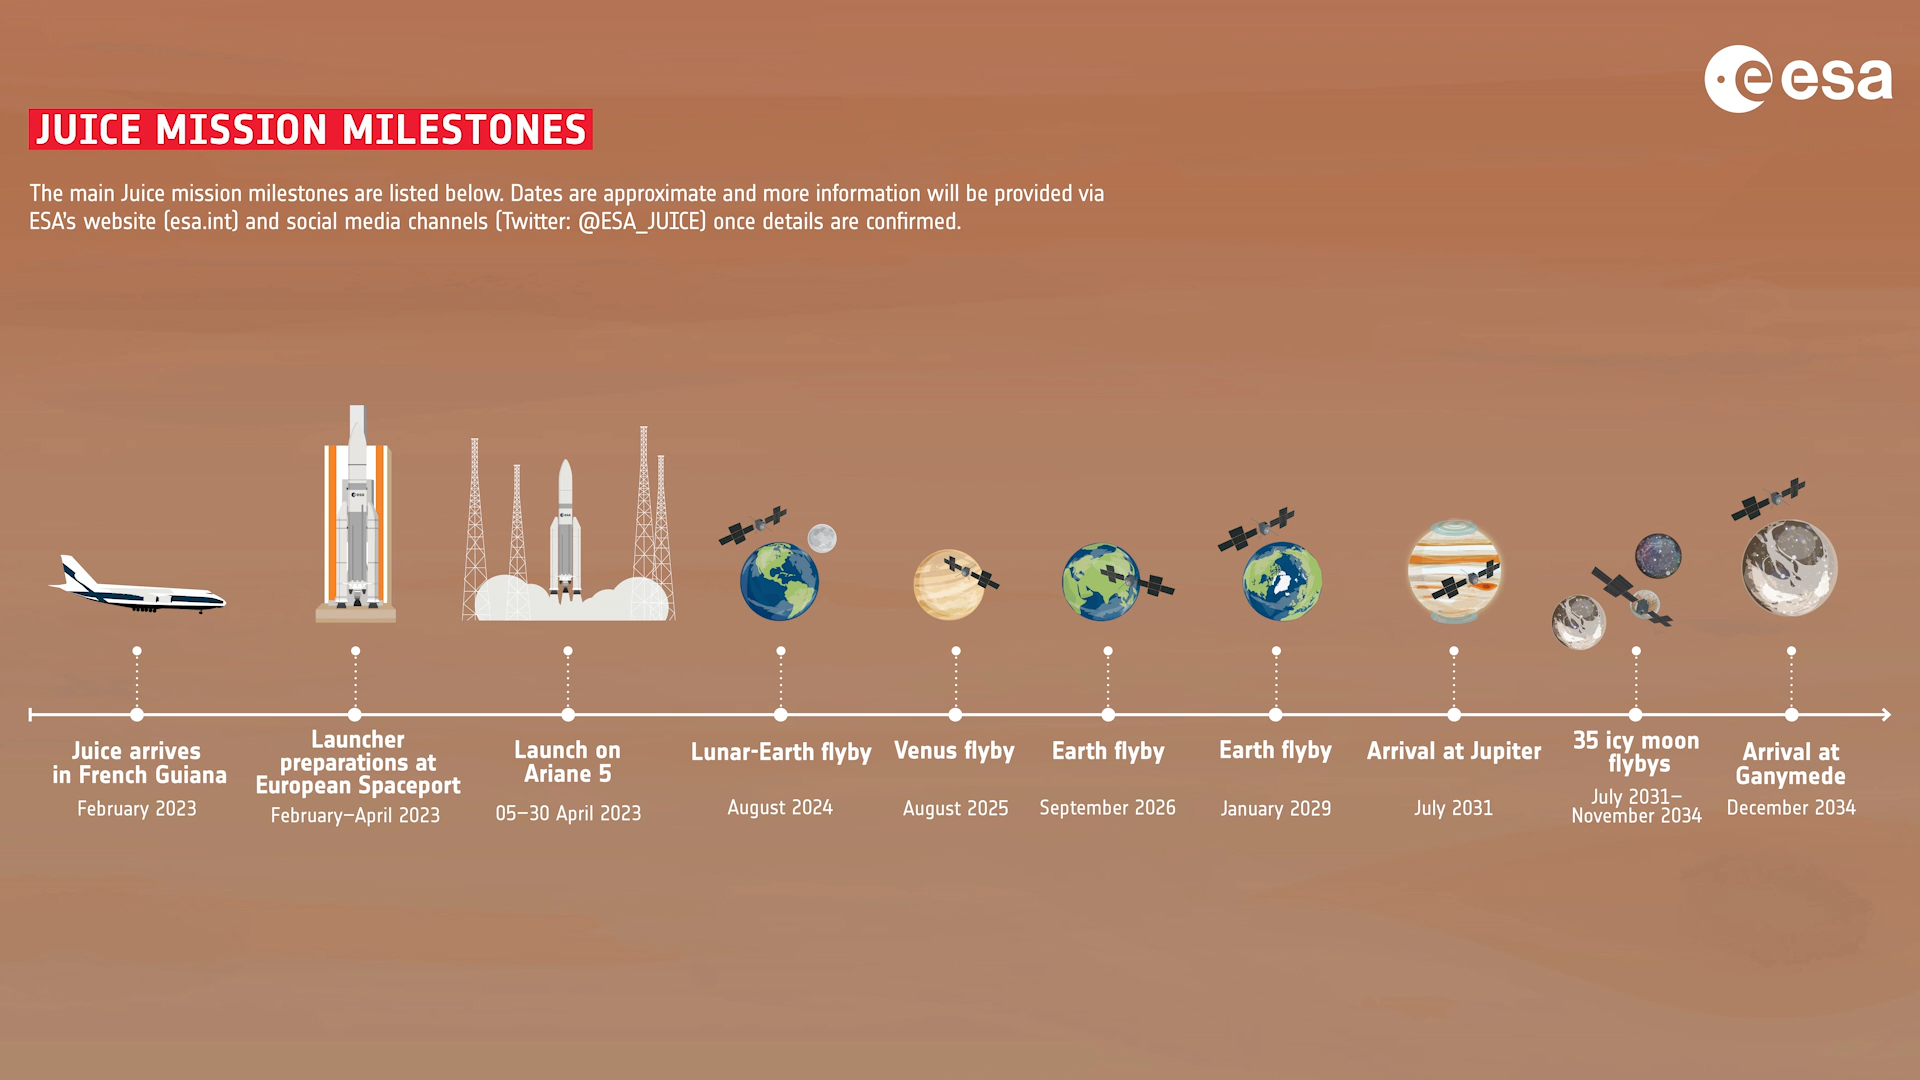 esa
JUICE MISSION MILESTONES
The main Juice mission milestones are listed below. Dates are approximate and more information will be provided via
ESA's website (esa.int) and social media channels (Twitter: @ESA_JUICE) once details are confirmed.
esa
esa
Juice arrives
in French Guiana
February 2023
Launcher
preparations at
European Spaceport
February–April 2023
Launch on
Ariane 5
05–30 April 2023
Lunar-Earth flyby
August 2024
Venus flyby
August 2025
Earth flyby
September 2026
Earth flyby
January 2029
Arrival at Jupiter
July 2031
35 icy moon
flybys
July 2031–
November 2034
Arrival at
Ganymede
December 2034